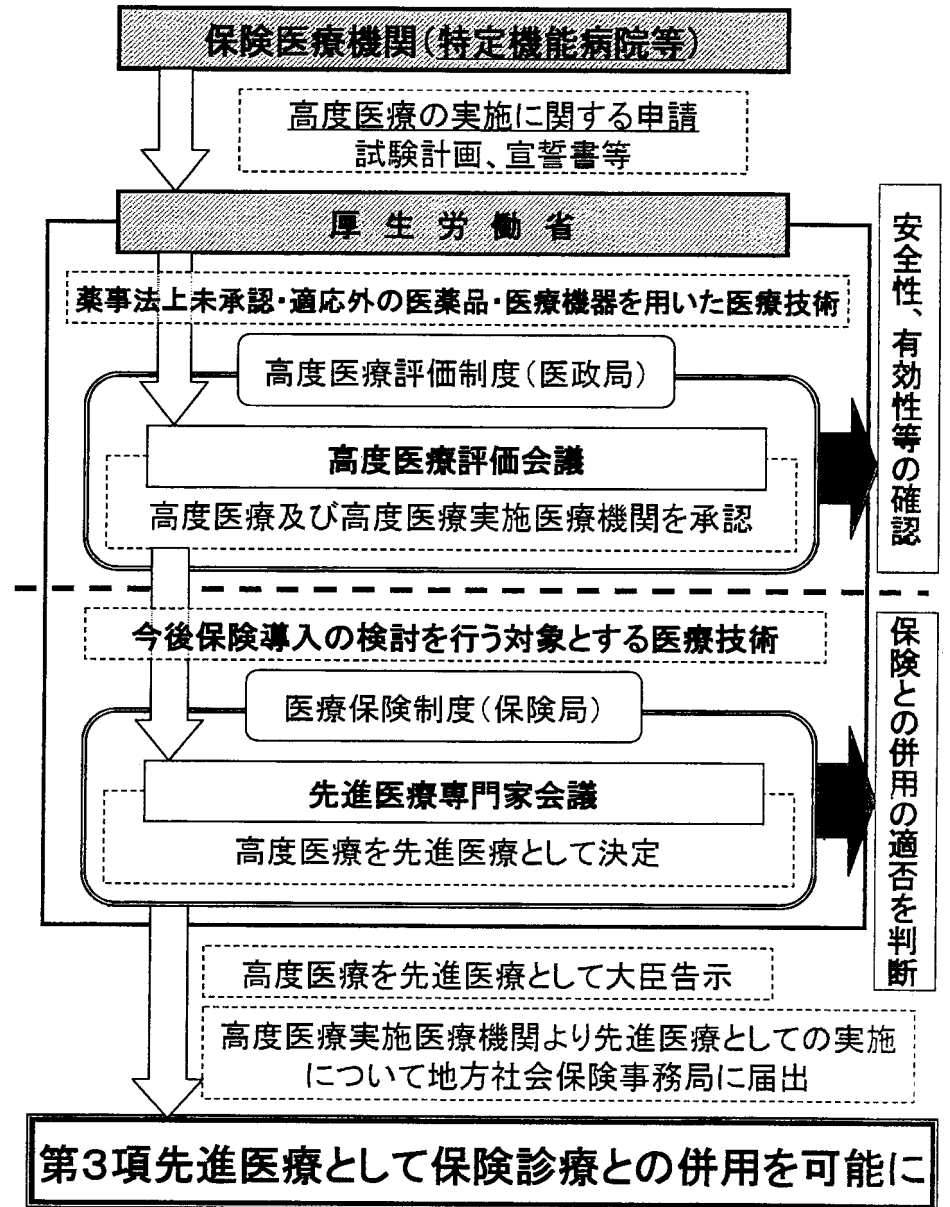 保険医療機関(特定機能病院等)
高度医療の実施に関する申請
試験計画、宣誓書等
厚生労働省
薬事法上未承認・適応外の医薬品・医療機器を用いた医療技術
高度医療評価制度(医政局)
高度医療評価会議
高度医療及び高度医療実施医療機関を承認
安全性、有効性等の確認
今後保険導入の検討を行う対象とする医療技術
医療保険制度(保険局)
先進医療専門家会議
高度医療を先進医療として決定
保険との併用の適否を判断
高度医療を先進医療として大臣告示
高度医療実施医療機関より先進医療としての実施
について地方社会保険事務局に届出
第3項先進医療として保険診療との併用を可能に